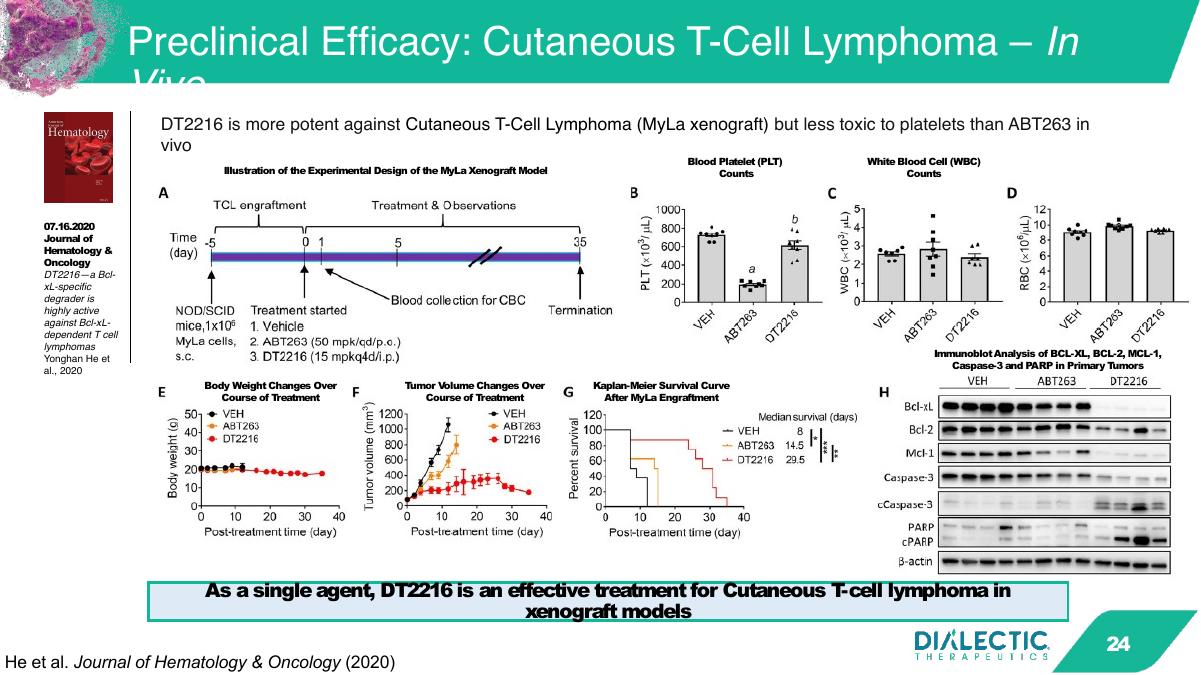 Preclinical Efficacy: Cutaneous T-Cell Lymphoma – In
Vivo
American
Journal of
Hematology
DT2216 is more potent against Cutaneous T-Cell Lymphoma (MyLa xenograft) but less toxic to platelets than ABT263 in
vivo
07.16.2020
Journal of
Hematology &
Oncology
DT2216—a Bcl-
xL-specific
degrader is
highly active
against Bcl-xL-
dependent T cell
lymphomas
Yonghan He et
al., 2020
Illustration of the Experimental Design of the MyLa Xenograft Model
A
TCL engraftment
Treatment & Observations
Time
(day)
-5
0
1
5
35
Blood collection for CBC
NOD/SCID
mice,1x10⁶
MyLa cells,
s.c.
Treatment started
1. Vehicle
2. ABT263 (50 mpk/qd/p.o.)
3. DT2216 (15 mpkq4d/i.p.)
Termination
Blood Platelet (PLT)
Counts
B
PLT (×10³/ µL)
1000
800
600
400
200
0
a
b
VEH
ABT263
DT2216
White Blood Cell (WBC)
Counts
C
WBC (×10³/ µL)
5
4
3
2
1
0
VEH
ABT263
DT2216
D
RBC (×10⁶/ µL)
12
10
8
6
4
2
0
VEH
ABT263
DT2216
E
Body Weight Changes Over
Course of Treatment
Body weight (g)
50
40
30
20
10
0
VEH
ABT263
DT2216
0
10
20
30
40
Post-treatment time (day)
F
Tumor Volume Changes Over
Course of Treatment
Tumor volume (mm³)
1200
1000
800
600
400
200
VEH
ABT263
DT2216
0
10
20
30
40
Post-treatment time (day)
G
Kaplan-Meier Survival Curve
After MyLa Engraftment
Percent survival
120
100
80
60
40
20
0
0
10
20
30
40
Post-treatment time (day)
Median survival (days)
VEH 8
ABT263 14.5
DT2216 29.5
*
***
**
Immunoblot Analysis of BCL-XL, BCL-2, MCL-1,
Caspase-3 and PARP in Primary Tumors
H
VEH ABT263 DT2216
Bcl-xL
Bcl-2
Mcl-1
Caspase-3
cCaspase-3
PARP
cPARP
β-actin
As a single agent, DT2216 is an effective treatment for Cutaneous T-cell lymphoma in
xenograft models
DIALECTIC
THERAPEUTICS
24
He et al. Journal of Hematology & Oncology (2020)